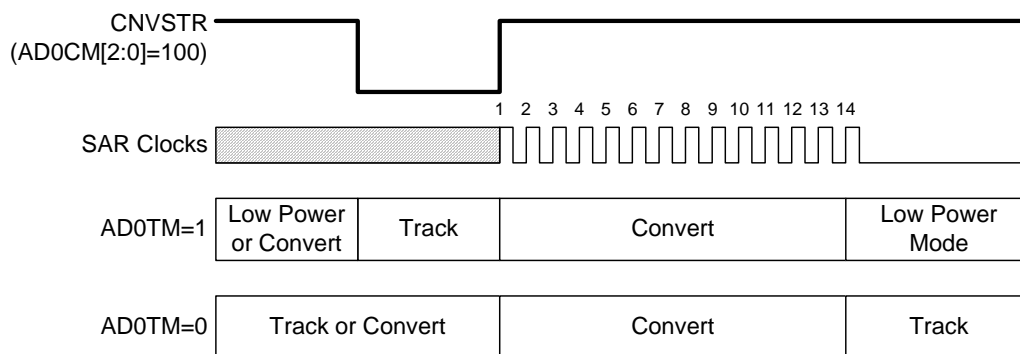 CNVSTR
(AD0CM[2:0]=100)
1 2 3 4 5 6 7 8 9 10 11 12 13 14
SAR Clocks
AD0TM=1
Low Power
or Convert
Track
Convert
Low Power
Mode
AD0TM=0
Track or Convert
Convert
Track